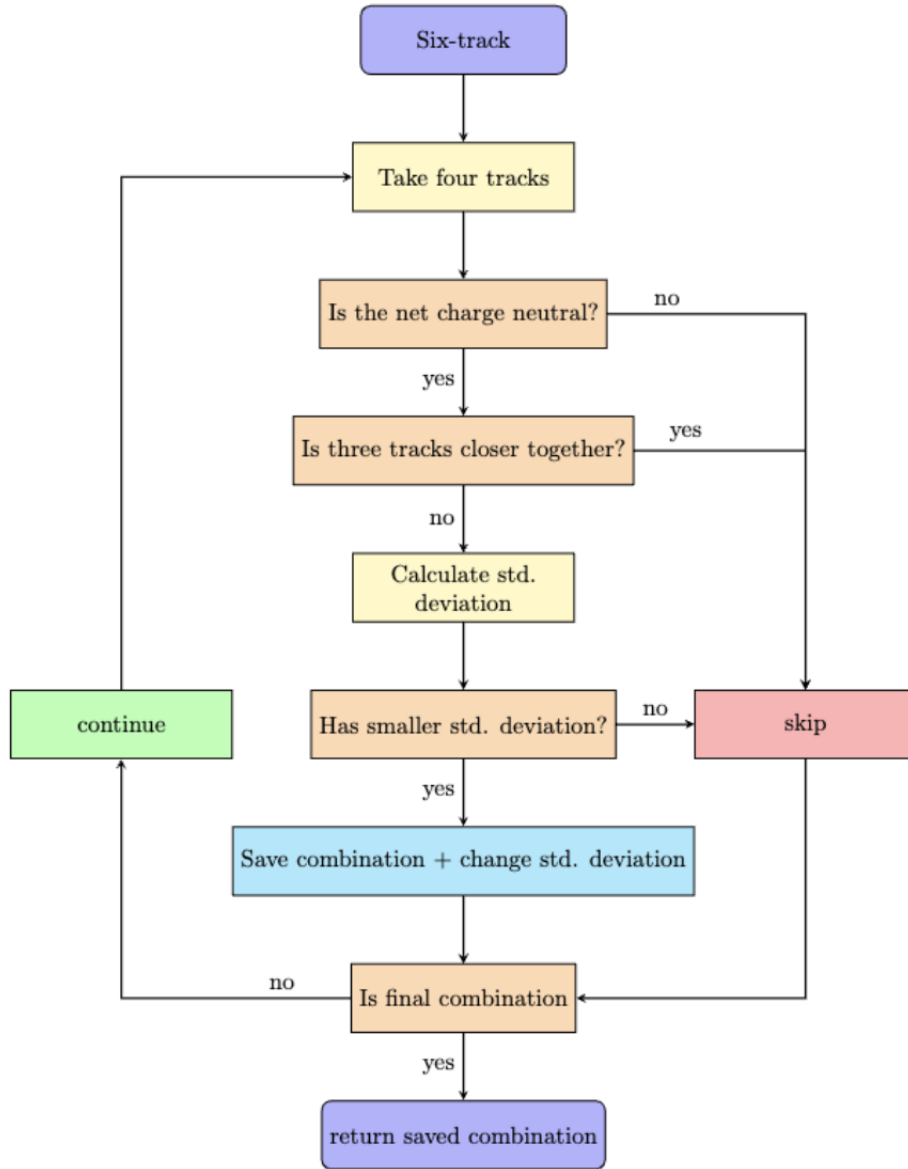 Six-track
Take four tracks
Is the net charge neutral?
no
yes
Is three tracks closer together?
yes
no
Calculate std.
deviation
continue
Has smaller std. deviation?
no
skip
yes
Save combination + change std. deviation
no
Is final combination
yes
return saved combination